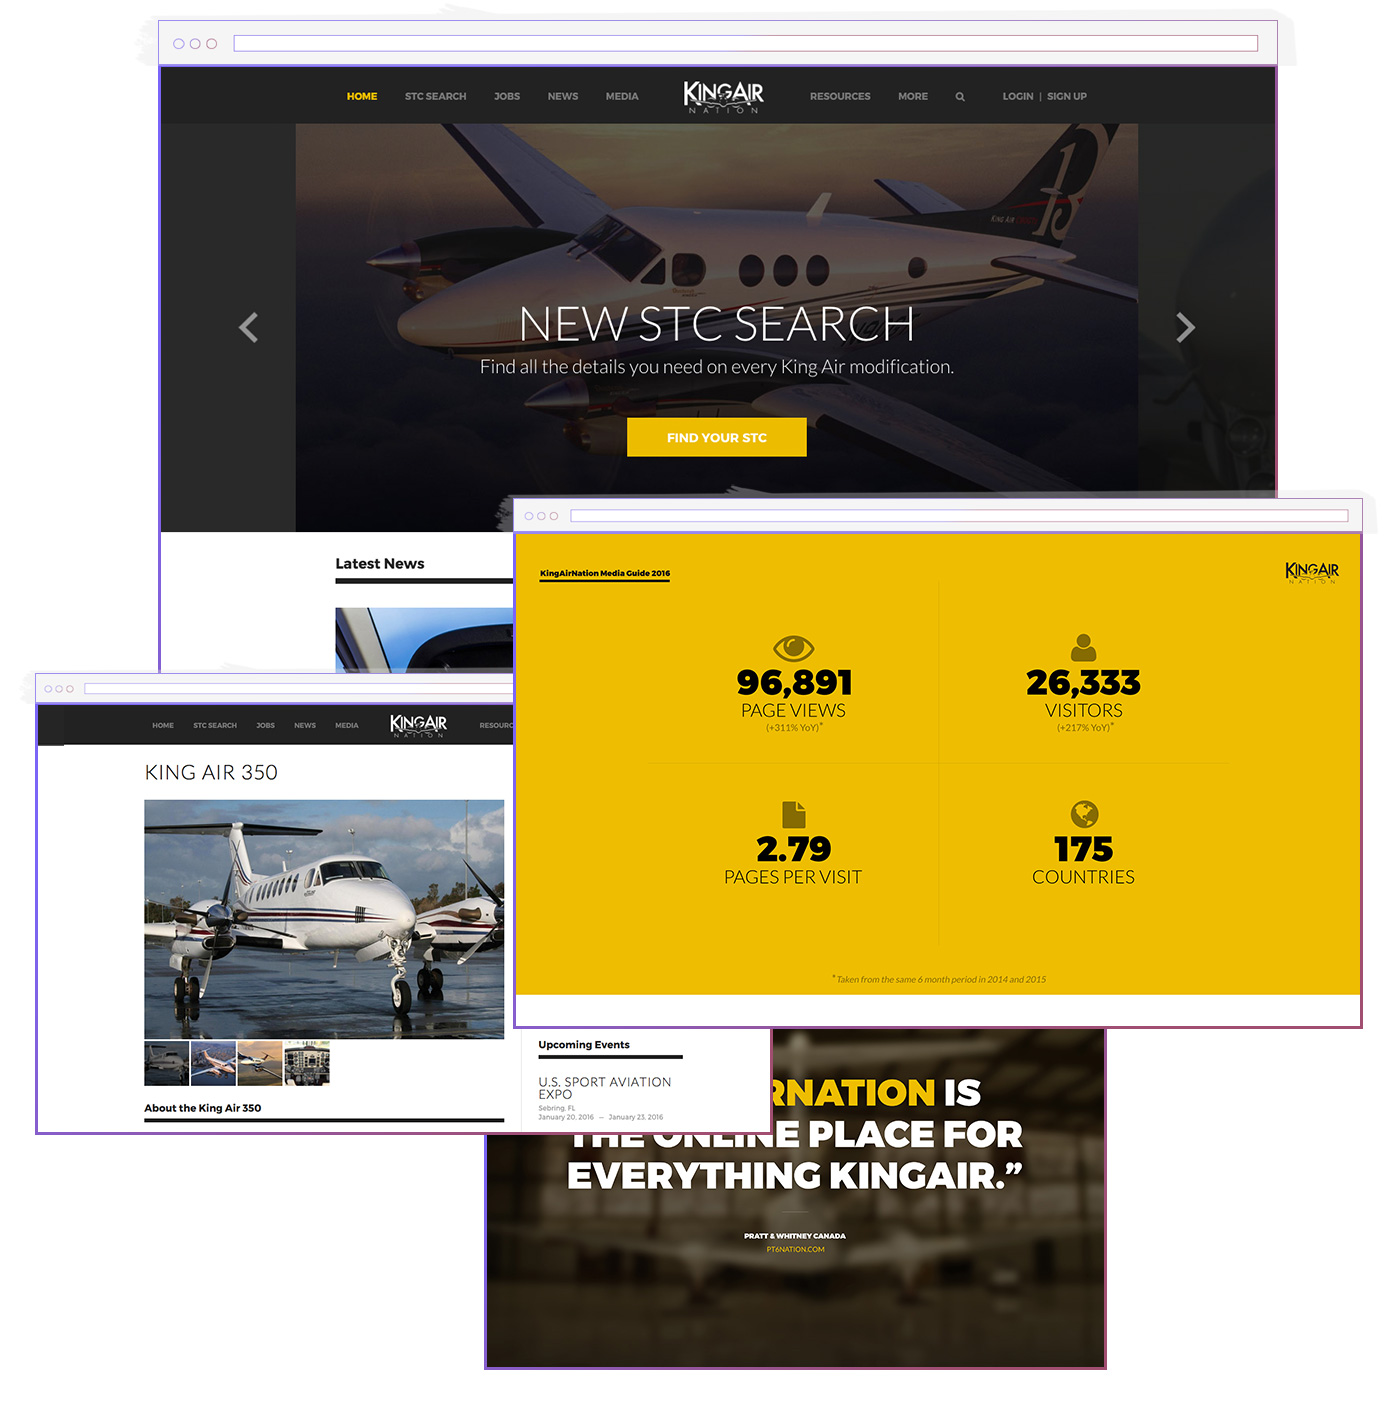 HOME STC SEARCH JOBS NEWS MEDIA KINGAIR NATION RESOURCES MORE LOGIN | SIGN UP
KING AIR
NEW STC SEARCH
Find all the details you need on every King Air modification.
FIND YOUR STC
Latest News
KingAirNation Media Guide 2016
KINGAIR
NATION
96,891
PAGE VIEWS
(+311% YoY)*
26,333
VISITORS
(+217% YoY)*
2.79
PAGES PER VISIT
175
COUNTRIES
*Taken from the same 6 month period in 2014 and 2015
HOME STC SEARCH JOBS NEWS MEDIA KINGAIR NATION RESOURC
KING AIR 350
About the King Air 350
Upcoming Events
U.S. SPORT AVIATION
EXPO
Sebring, FL
January 20, 2016 — January 23, 2016
RNATION IS
THE ONLINE PLACE FOR
EVERYTHING KINGAIR.”
PRATT & WHITNEY CANADA
PT6NATION.COM